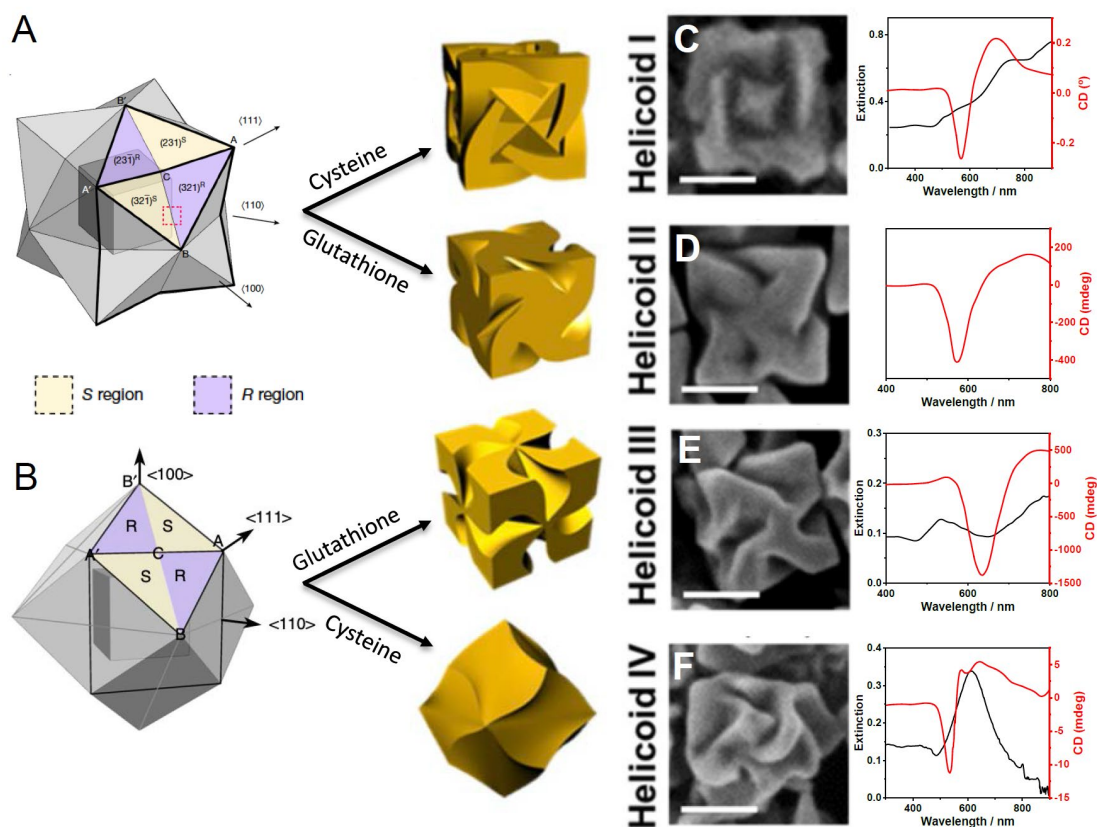 A
B'
(231)ˢ
A
⟨111⟩
(231̄)ᴿ
C
A'
(321)ᴿ
(321̄)ˢ
⟨110⟩
B
⟨100⟩
Cysteine
Glutathione
S region
R region
B
B'
<100>
R
S
<111>
A'
C
A
S
R
<110>
B
Glutathione
Cysteine
Helicoid I
C
Extinction
0.8
0.4
0.0
400
600
800
Wavelength / nm
0.2
0.0
-0.2
CD (º)
Helicoid II
D
400
500
600
700
800
Wavelength / nm
200
0
-200
-400
CD (mdeg)
Helicoid III
E
Extinction
0.3
0.2
0.1
0.0
400
500
600
700
800
Wavelength / nm
500
0
-500
-1000
-1500
CD (mdeg)
Helicoid IV
F
Extinction
0.4
0.3
0.2
0.1
0.0
400
600
800
Wavelength / nm
5
0
-5
-10
-15
CD (mdeg)